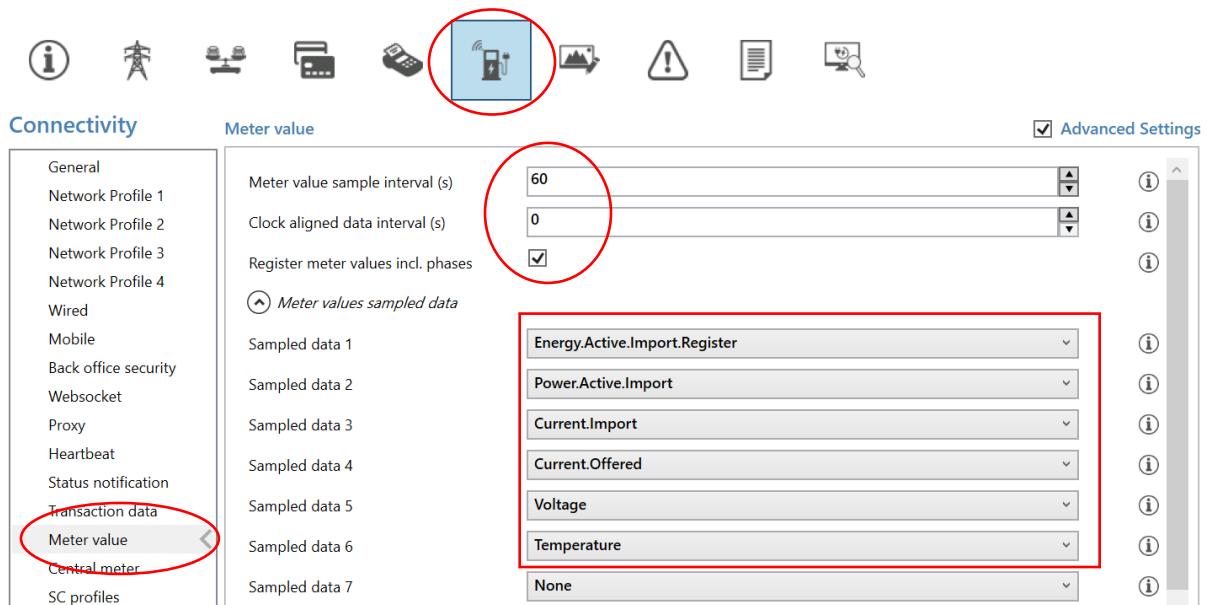 Connectivity
Meter value
Advanced Settings
General
Network Profile 1
Network Profile 2
Network Profile 3
Network Profile 4
Wired
Mobile
Back office security
Websocket
Proxy
Heartbeat
Status notification
Transaction data
Meter value
Central meter
SC profiles
Meter value sample interval (s) 60
Clock aligned data interval (s) 0
Register meter values incl. phases
Meter values sampled data
Sampled data 1 Energy.Active.Import.Register
Sampled data 2 Power.Active.Import
Sampled data 3 Current.Import
Sampled data 4 Current.Offered
Sampled data 5 Voltage
Sampled data 6 Temperature
Sampled data 7 None